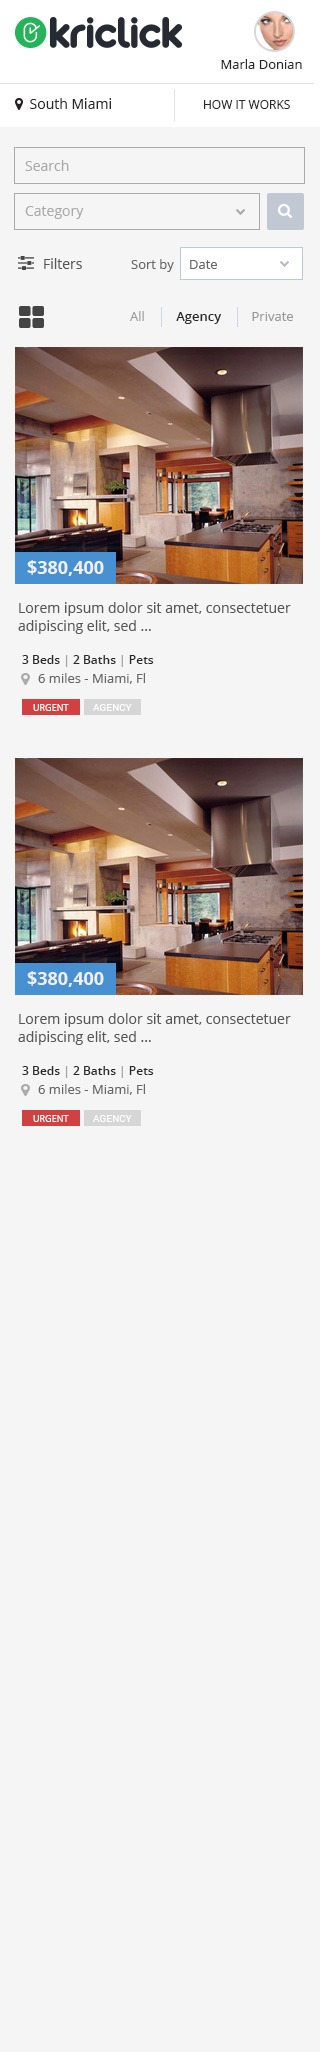 kriclick
Marla Donian
South Miami
HOW IT WORKS
Search
Category
Filters
Sort by
Date
All
Agency
Private
$380,400
Lorem ipsum dolor sit amet, consectetuer
adipiscing elit, sed ...
3 Beds | 2 Baths | Pets
6 miles - Miami, Fl
URGENT
AGENCY
$380,400
Lorem ipsum dolor sit amet, consectetuer
adipiscing elit, sed ...
3 Beds | 2 Baths | Pets
6 miles - Miami, Fl
URGENT
AGENCY